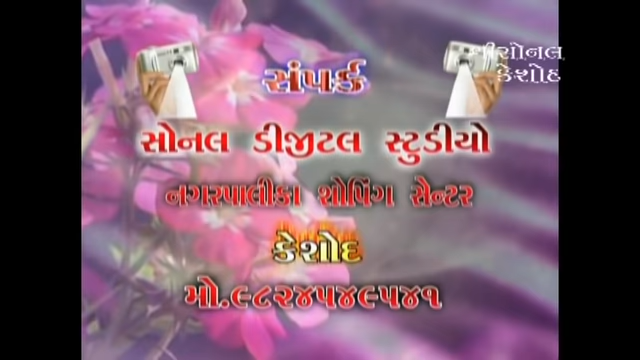 શ્રી સોનલ
કેશોદ
સંપર્ક
સોનલ ડીજીટલ સ્ટુડીયો
નગરપાલીકા શોપિંગ સેન્ટર
કેશોદ
મો.૯૮૨૪૫૪૯૫૪૧